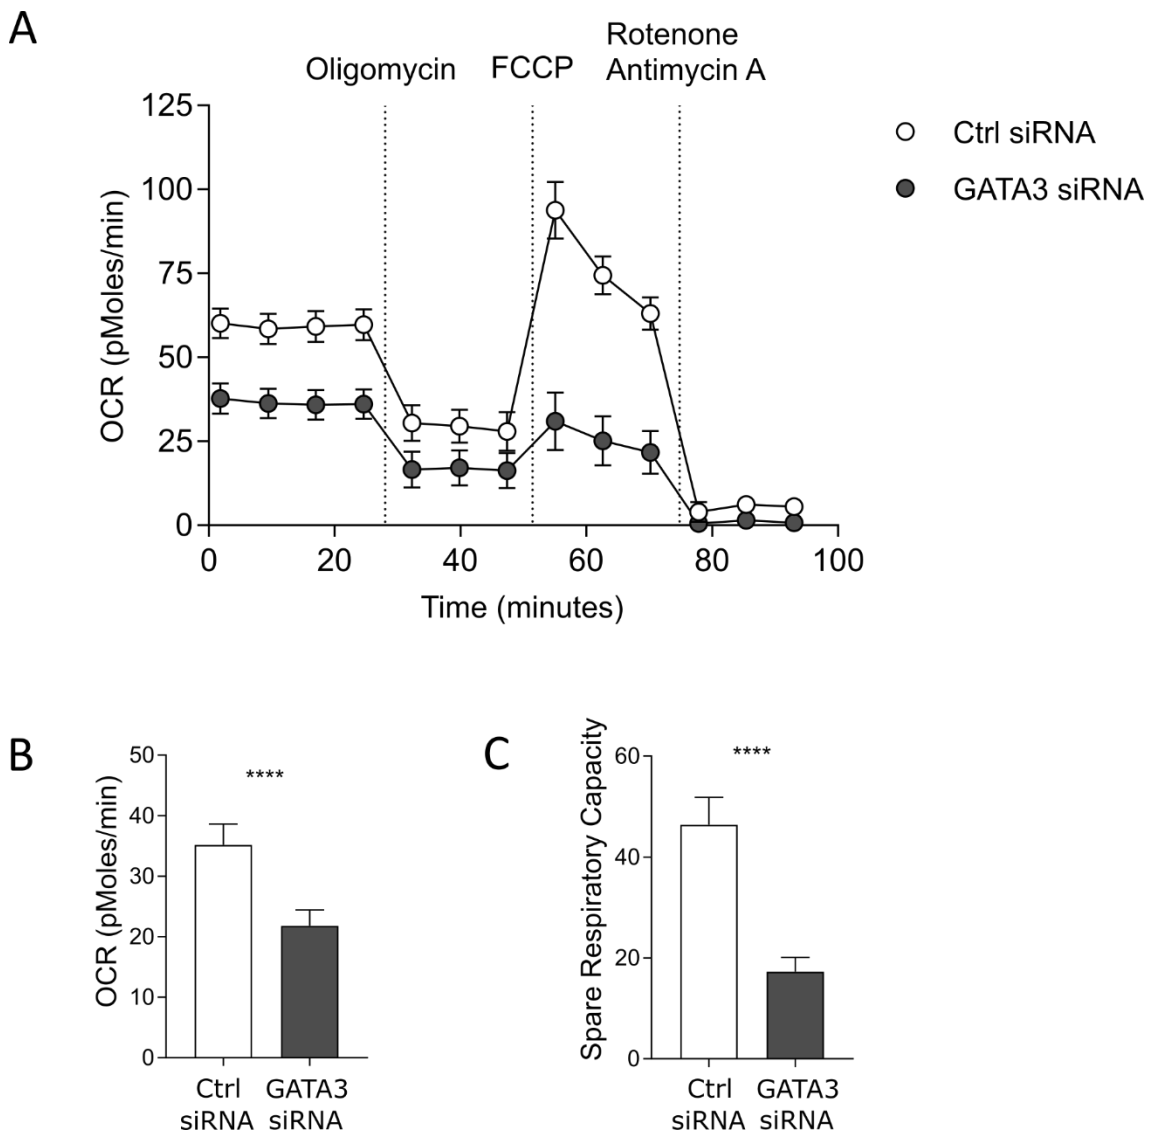 A
Oligomycin
FCCP
Rotenone
Antimycin A
125
100
75
50
25
0
OCR (pMoles/min)
0 20 40 60 80 100
Time (minutes)
Ctrl siRNA
GATA3 siRNA
B
50
40
30
20
10
0
OCR (pMoles/min)
****
Ctrl
siRNA
GATA3
siRNA
C
60
40
20
0
Spare Respiratory Capacity
****
Ctrl
siRNA
GATA3
siRNA